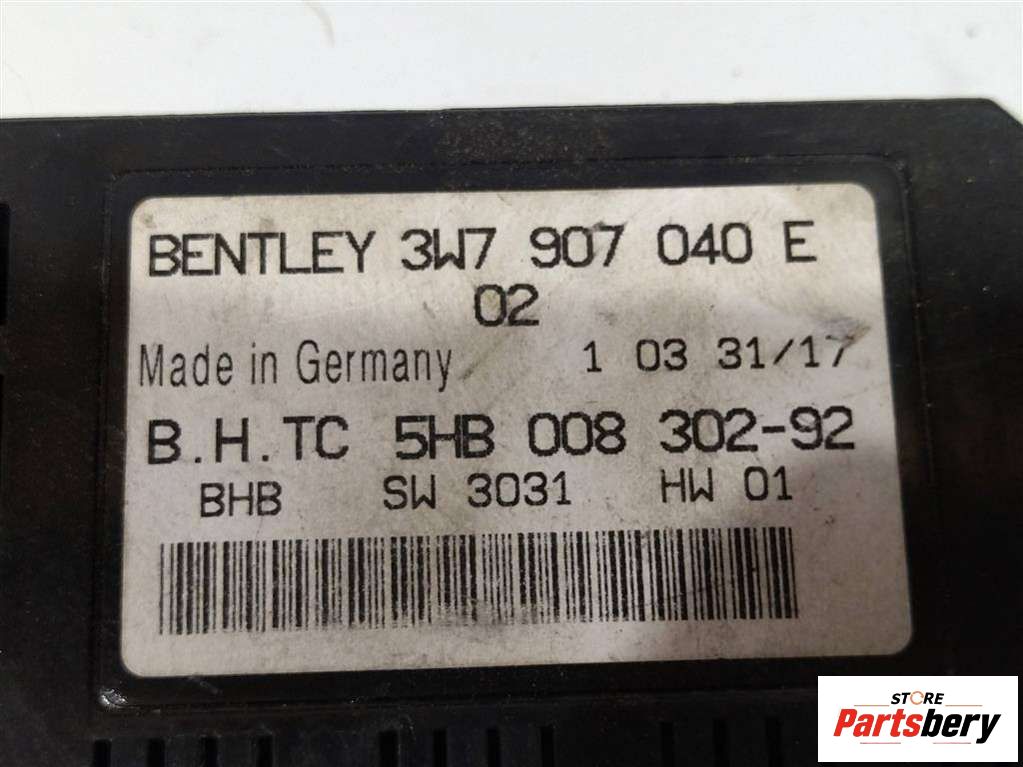 BENTLEY 3W7 907 040 E
02
Made in Germany 1 03 31/17
B.H.TC 5HB 008 302-92
BHB SW 3031 HW 01
STORE
Partsbery